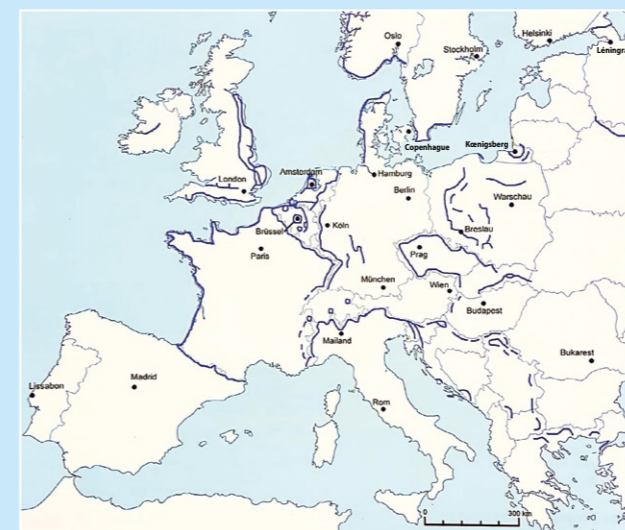 Oslo
Stockholm
Helsinki
Léningra
Copenhague
Kœnigsberg
London
Amsterdam
Hamburg
Berlin
Warschau
Brüssel
Köln
Breslau
Paris
Prag
München
Wien
Budapest
Mailand
Bukarest
Lissabon
Madrid
Rom
0 300 km